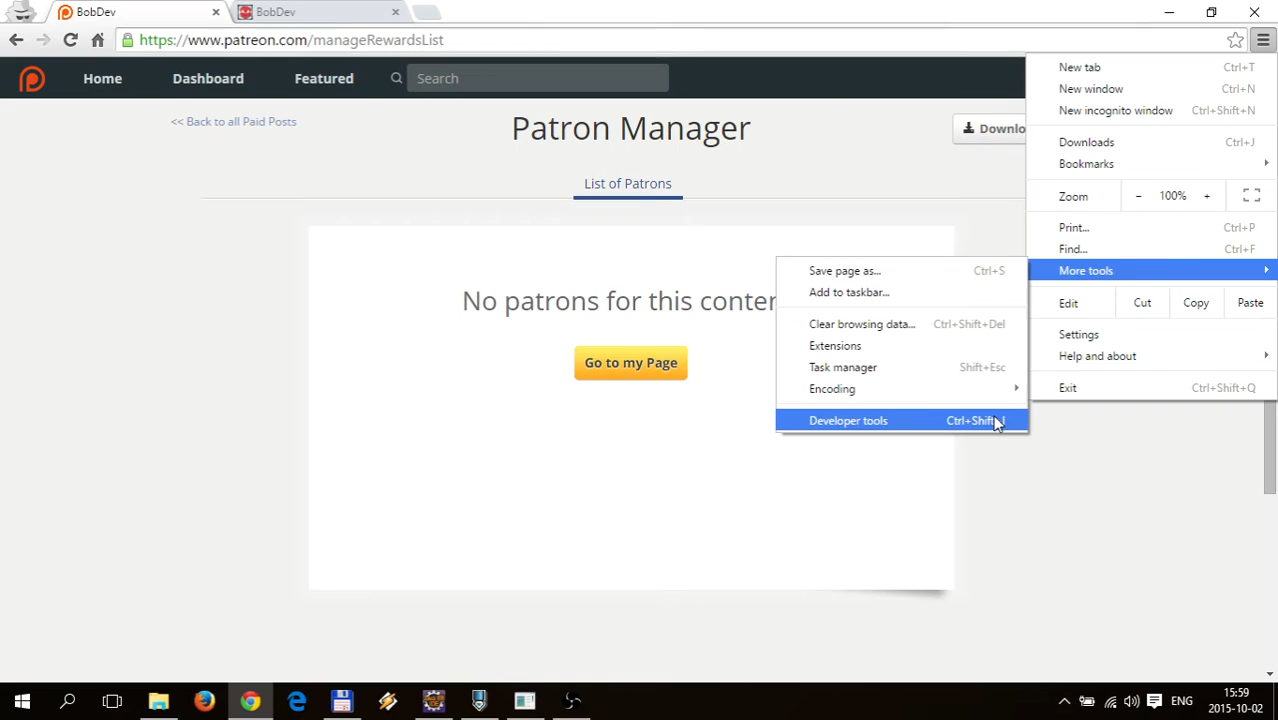 BobDev
BobDev
https://www.patreon.com/manageRewardsList
Home
Dashboard
Featured
Search
<< Back to all Paid Posts
Patron Manager
Downlo
List of Patrons
No patrons for this conten
Go to my Page
New tab Ctrl+T
New window Ctrl+N
New incognito window Ctrl+Shift+N
Downloads Ctrl+J
Bookmarks
Zoom − 100% +
Print... Ctrl+P
Find... Ctrl+F
More tools
Edit Cut Copy Paste
Settings
Help and about
Exit Ctrl+Shift+Q
Save page as... Ctrl+S
Add to taskbar...
Clear browsing data... Ctrl+Shift+Del
Extensions
Task manager Shift+Esc
Encoding
Developer tools Ctrl+Shift+I
ENG
15:59
2015-10-02